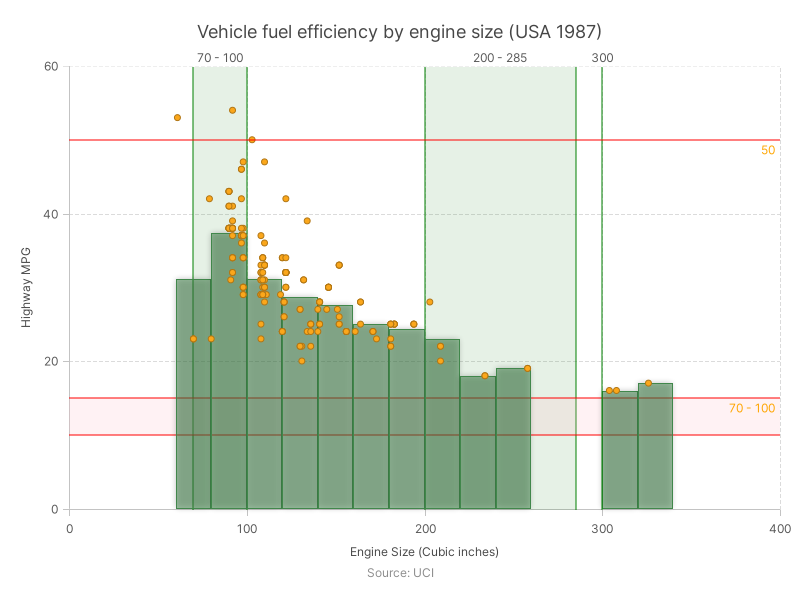 Vehicle fuel efficiency by engine size (USA 1987)
70 - 100
200 - 285
300
60
50
40
Highway MPG
20
70 - 100
0
0
100
200
300
400
Engine Size (Cubic inches)
Source: UCI